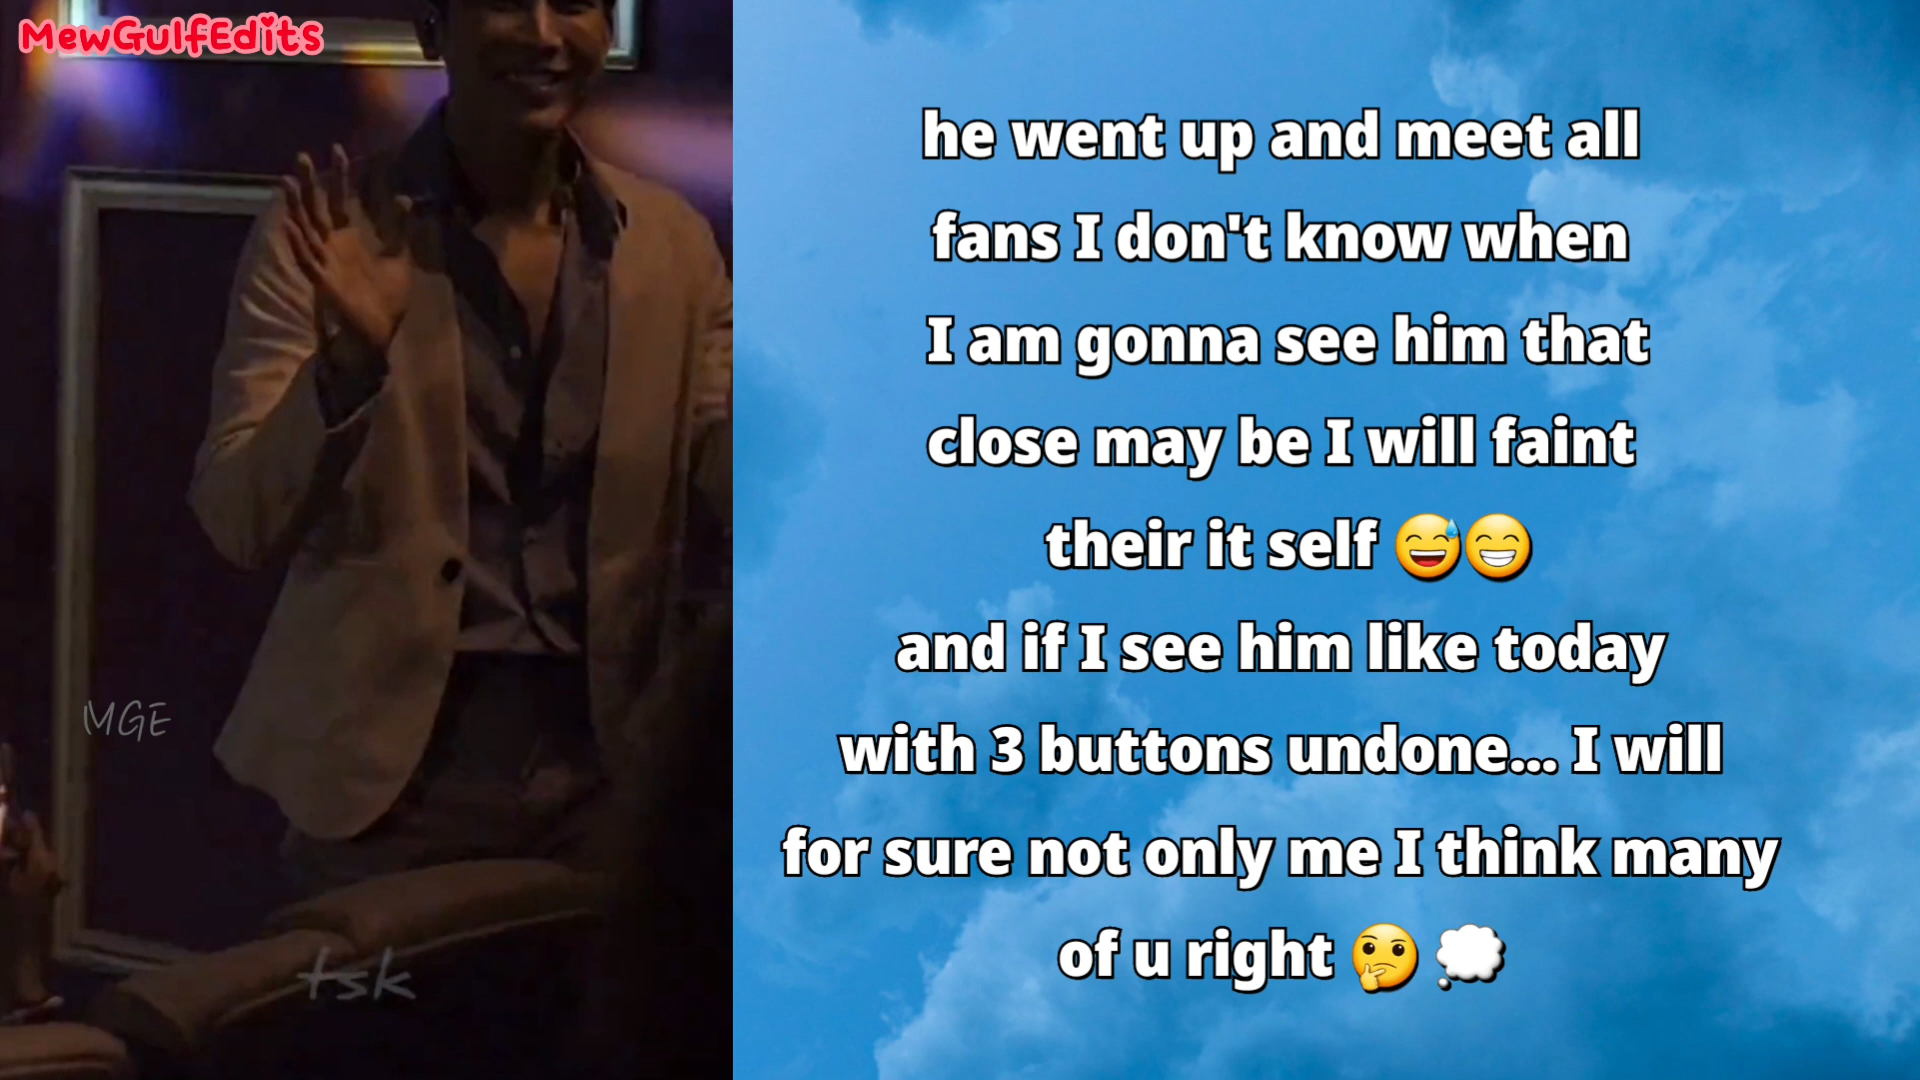 MewGulfEdits
he went up and meet all
fans I don't know when
I am gonna see him that
close may be I will faint
their it self 😅😁
and if I see him like today
with 3 buttons undone... I will
for sure not only me I think many
of u right 🤔 💭
MGE
tsk